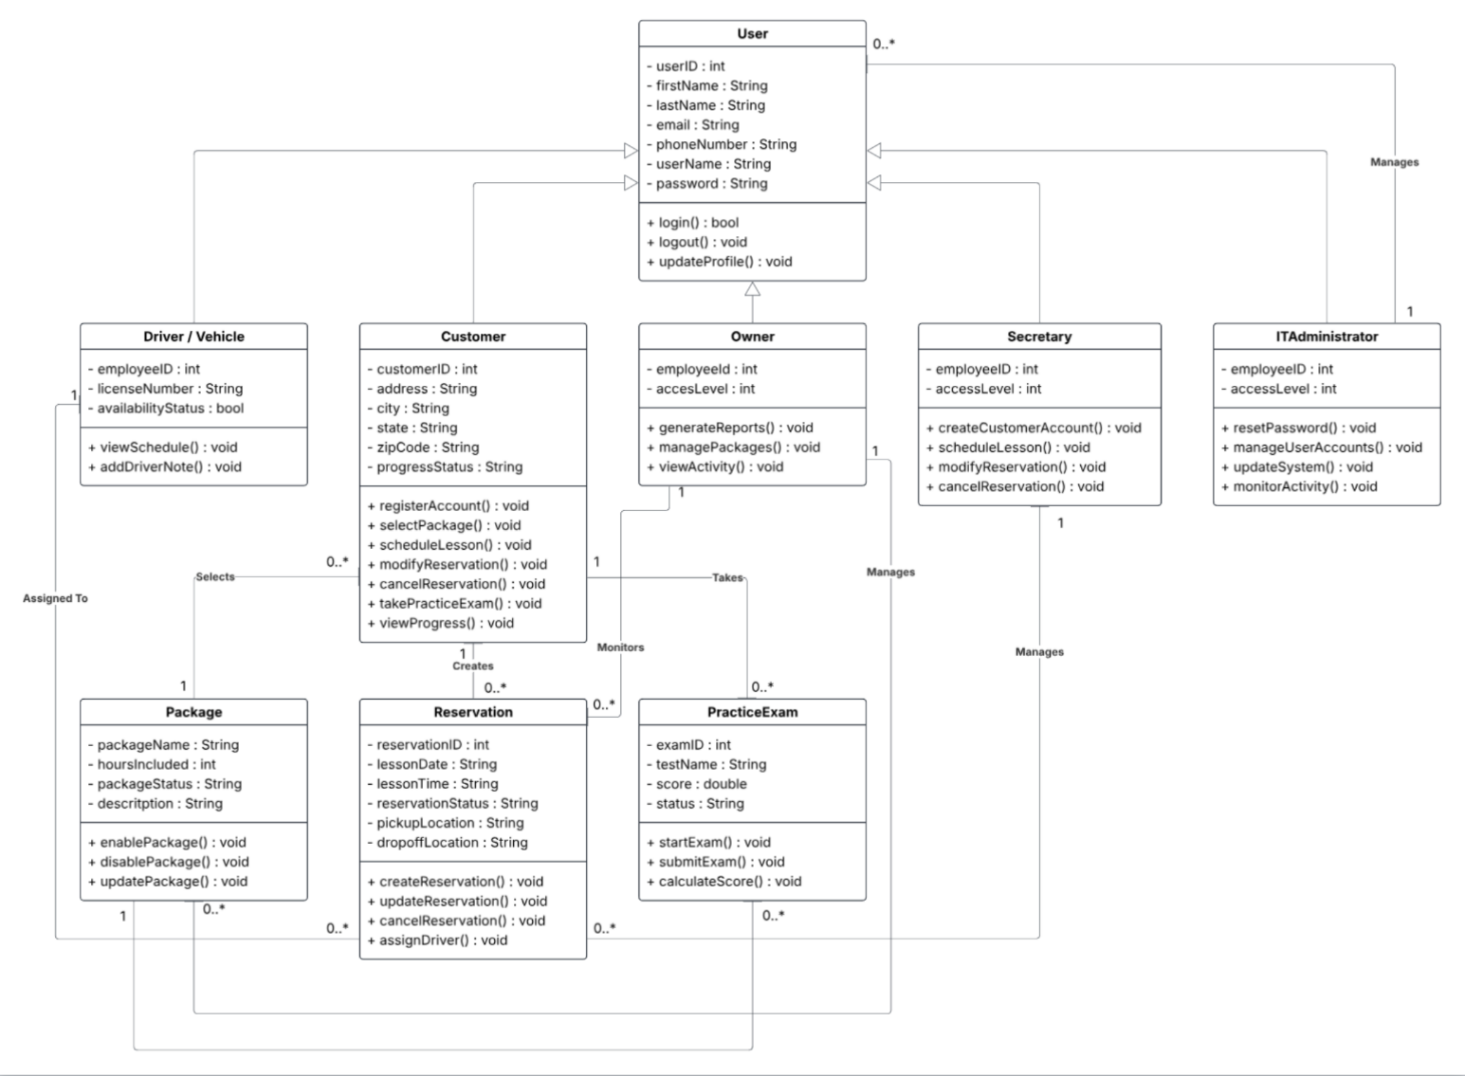 User
0..*
- userID : int
- firstName : String
- lastName : String
- email : String
- phoneNumber : String
- userName : String
- password : String
+ login() : bool
+ logout() : void
+ updateProfile() : void
Manages
1
Driver / Vehicle
- employeeID : int
- licenseNumber : String
- availabilityStatus : bool
+ viewSchedule() : void
+ addDriverNote() : void
1
Customer
- customerID : int
- address : String
- city : String
- state : String
- zipCode : String
- progressStatus : String
+ registerAccount() : void
+ selectPackage() : void
+ scheduleLesson() : void
+ modifyReservation() : void
+ cancelReservation() : void
+ takePracticeExam() : void
+ viewProgress() : void
Owner
- employeeId : int
- accesLevel : int
+ generateReports() : void
+ managePackages() : void
+ viewActivity() : void
1
1
Secretary
- employeeID : int
- accessLevel : int
+ createCustomerAccount() : void
+ scheduleLesson() : void
+ modifyReservation() : void
+ cancelReservation() : void
1
ITAdministrator
- employeeID : int
- accessLevel : int
+ resetPassword() : void
+ manageUserAccounts() : void
+ updateSystem() : void
+ monitorActivity() : void
0..*
Selects
1
Takes
Manages
Assigned To
Monitors
Manages
1
Creates
1
0..*
0..*
0..*
Package
- packageName : String
- hoursIncluded : int
- packageStatus : String
- descritption : String
+ enablePackage() : void
+ disablePackage() : void
+ updatePackage() : void
1
0..*
Reservation
- reservationID : int
- lessonDate : String
- lessonTime : String
- reservationStatus : String
- pickupLocation : String
- dropoffLocation : String
+ createReservation() : void
+ updateReservation() : void
+ cancelReservation() : void
+ assignDriver() : void
0..*
0..*
PracticeExam
- examID : int
- testName : String
- score : double
- status : String
+ startExam() : void
+ submitExam() : void
+ calculateScore() : void
0..*